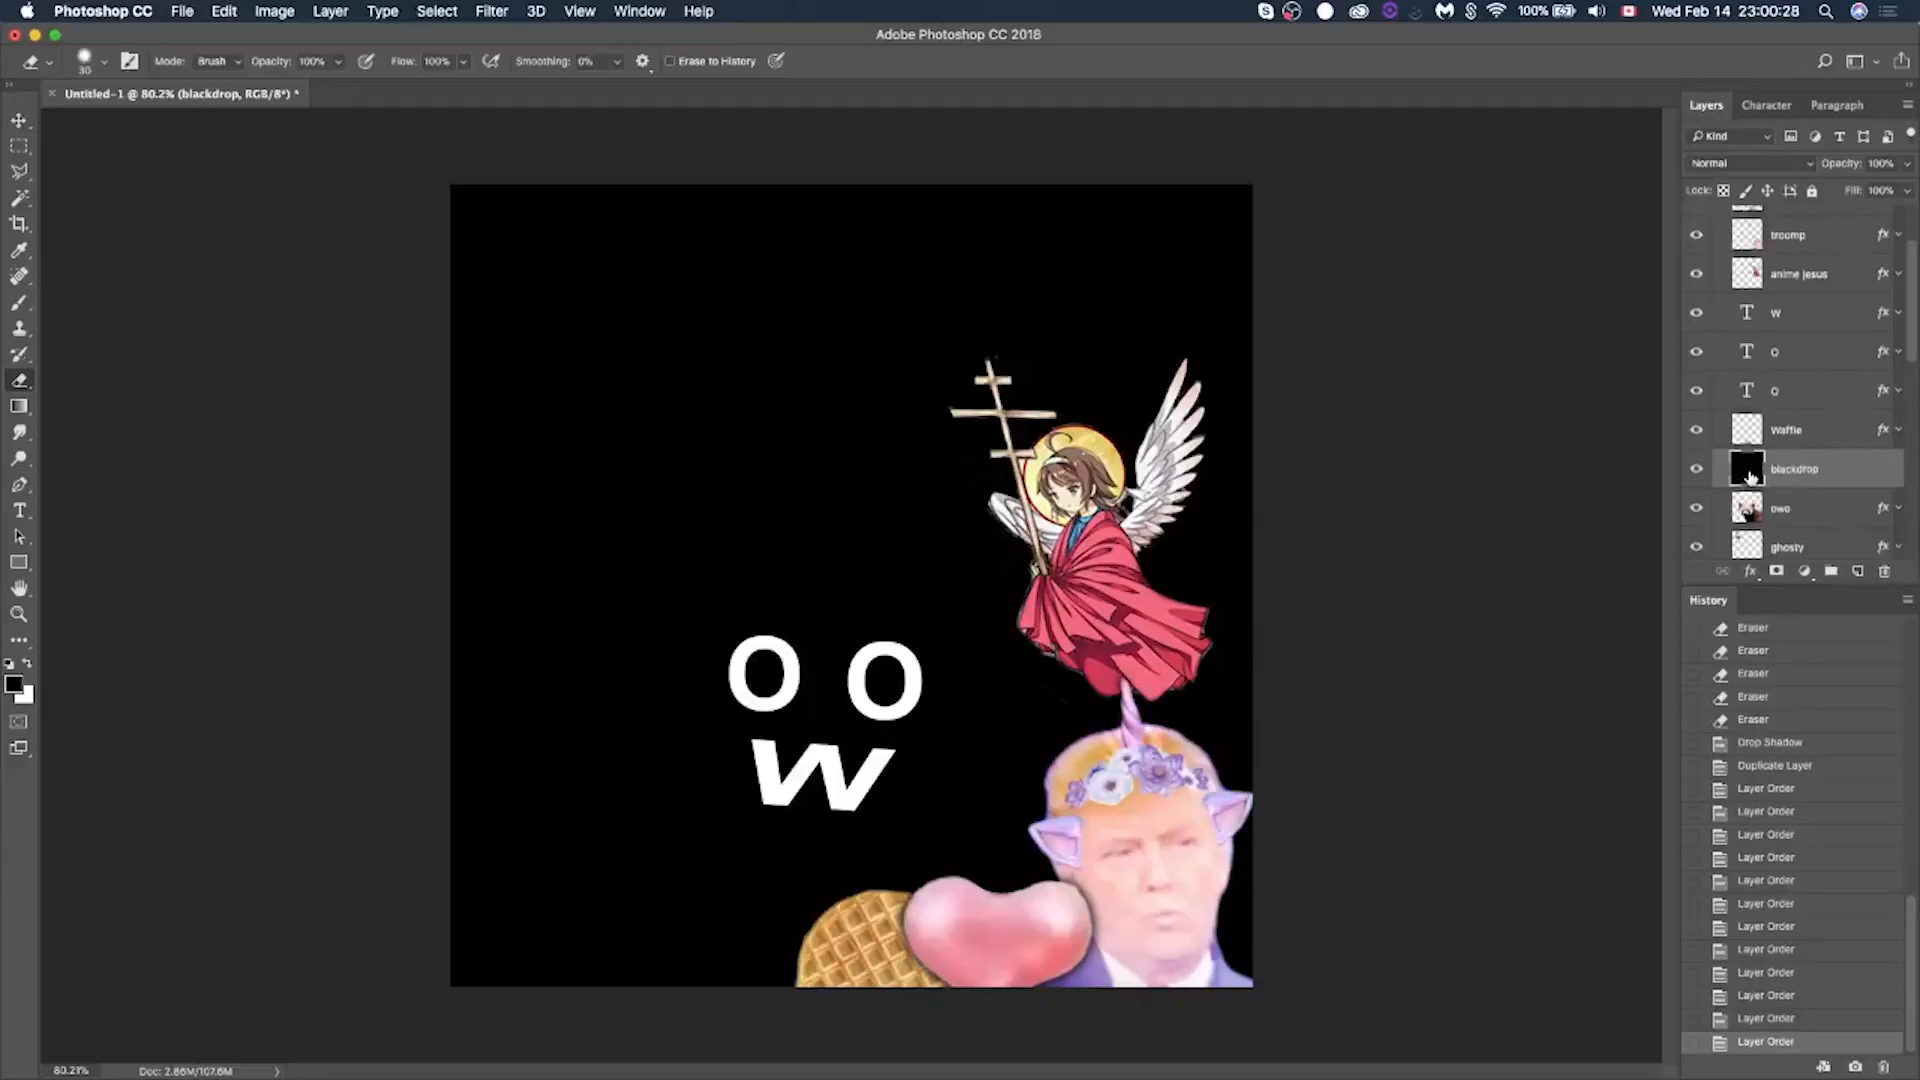 Photoshop CC File Edit Image Layer Type Select Filter 3D View Window Help 100% Wed Feb 14 23:00:28
Adobe Photoshop CC 2018
30 Mode: Brush Opacity: 100% Flow: 100% Smoothing: 0% Erase to History
Untitled-1 @ 80.2% (blackdrop, RGB/8*) *
Layers Character Paragraph
Kind
Normal Opacity: 100%
Lock: Fill: 100%
troomp
anime jesus
W
O
O
Waffle
blackdrop
owo
ghosty
History
Eraser
Eraser
Eraser
Eraser
Eraser
Drop Shadow
Duplicate Layer
Layer Order
Layer Order
Layer Order
Layer Order
Layer Order
Layer Order
Layer Order
Layer Order
Layer Order
Layer Order
Layer Order
Layer Order
O O
W
80.21% Doc: 2.86M/107.6M